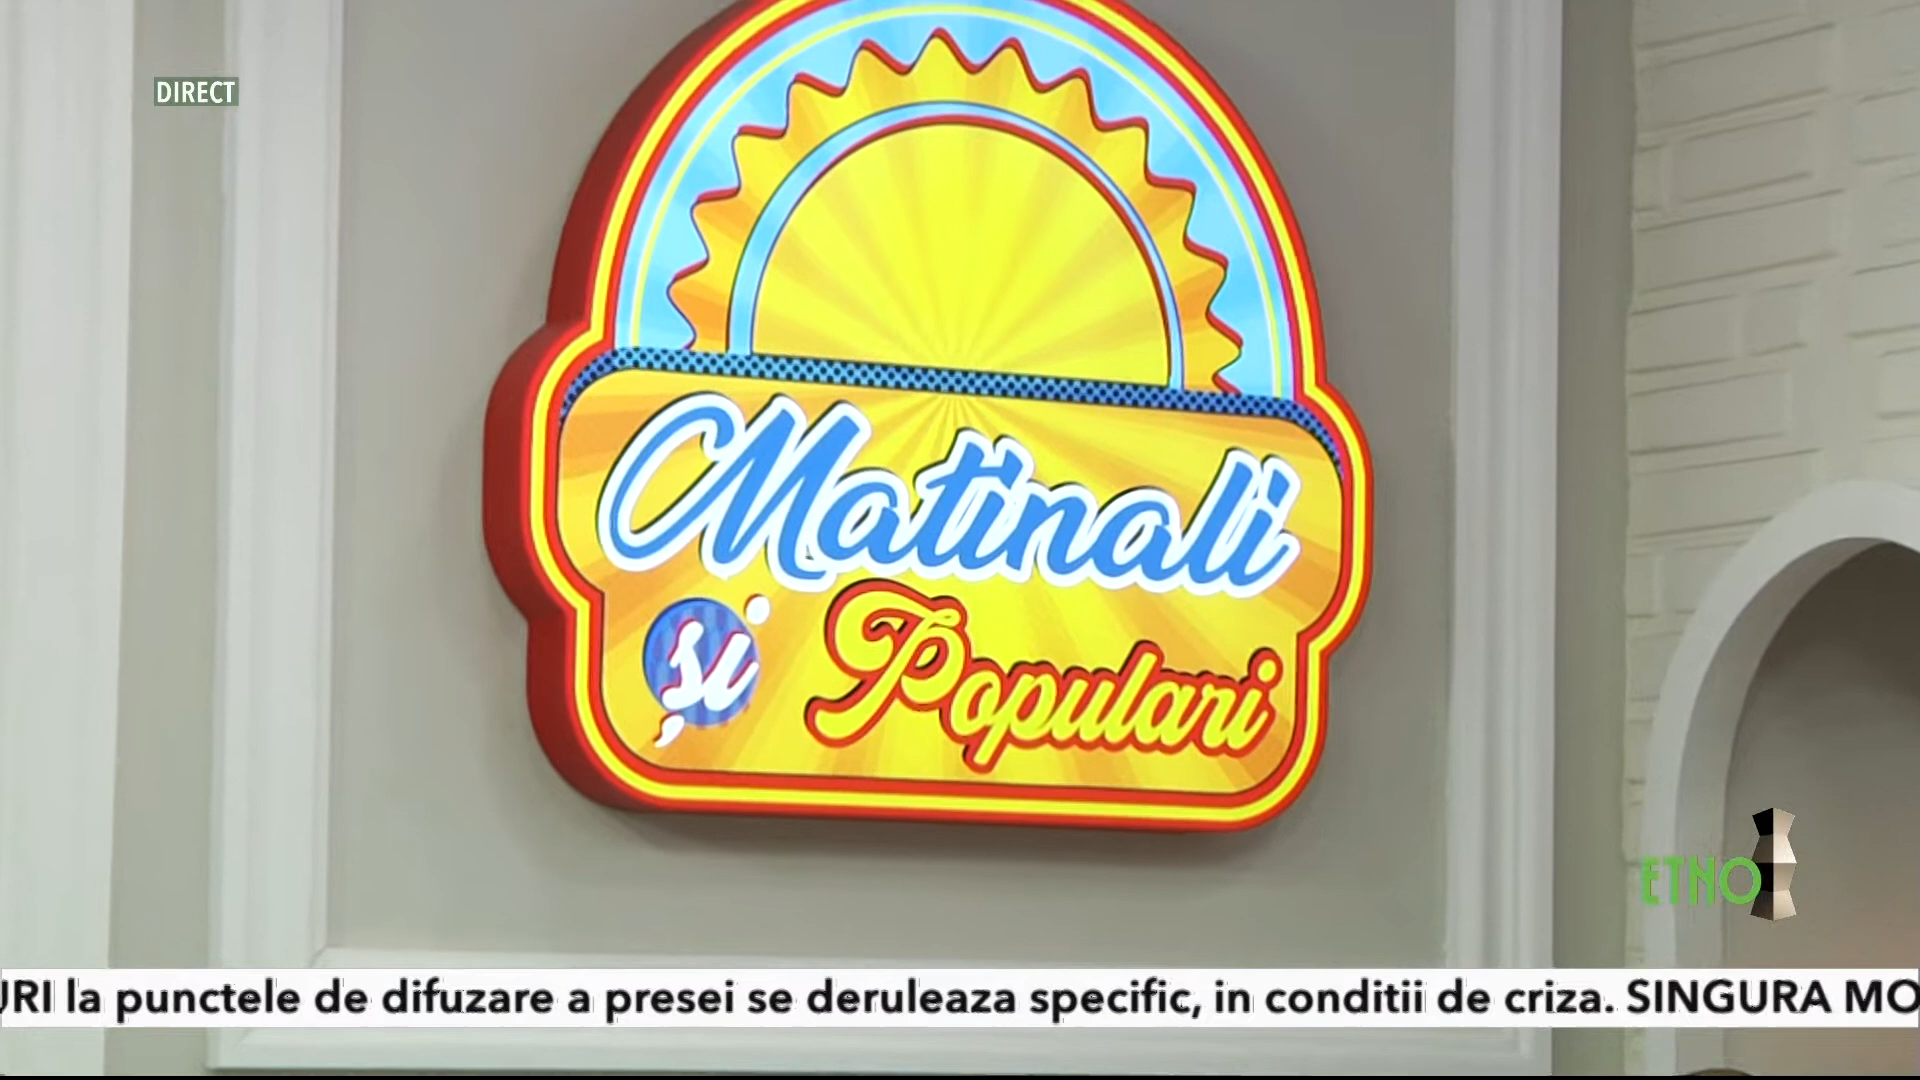 DIRECT
Matinali
și Populari
ETNO
URI la punctele de difuzare a presei se deruleaza specific, in conditii de criza. SINGURA MO